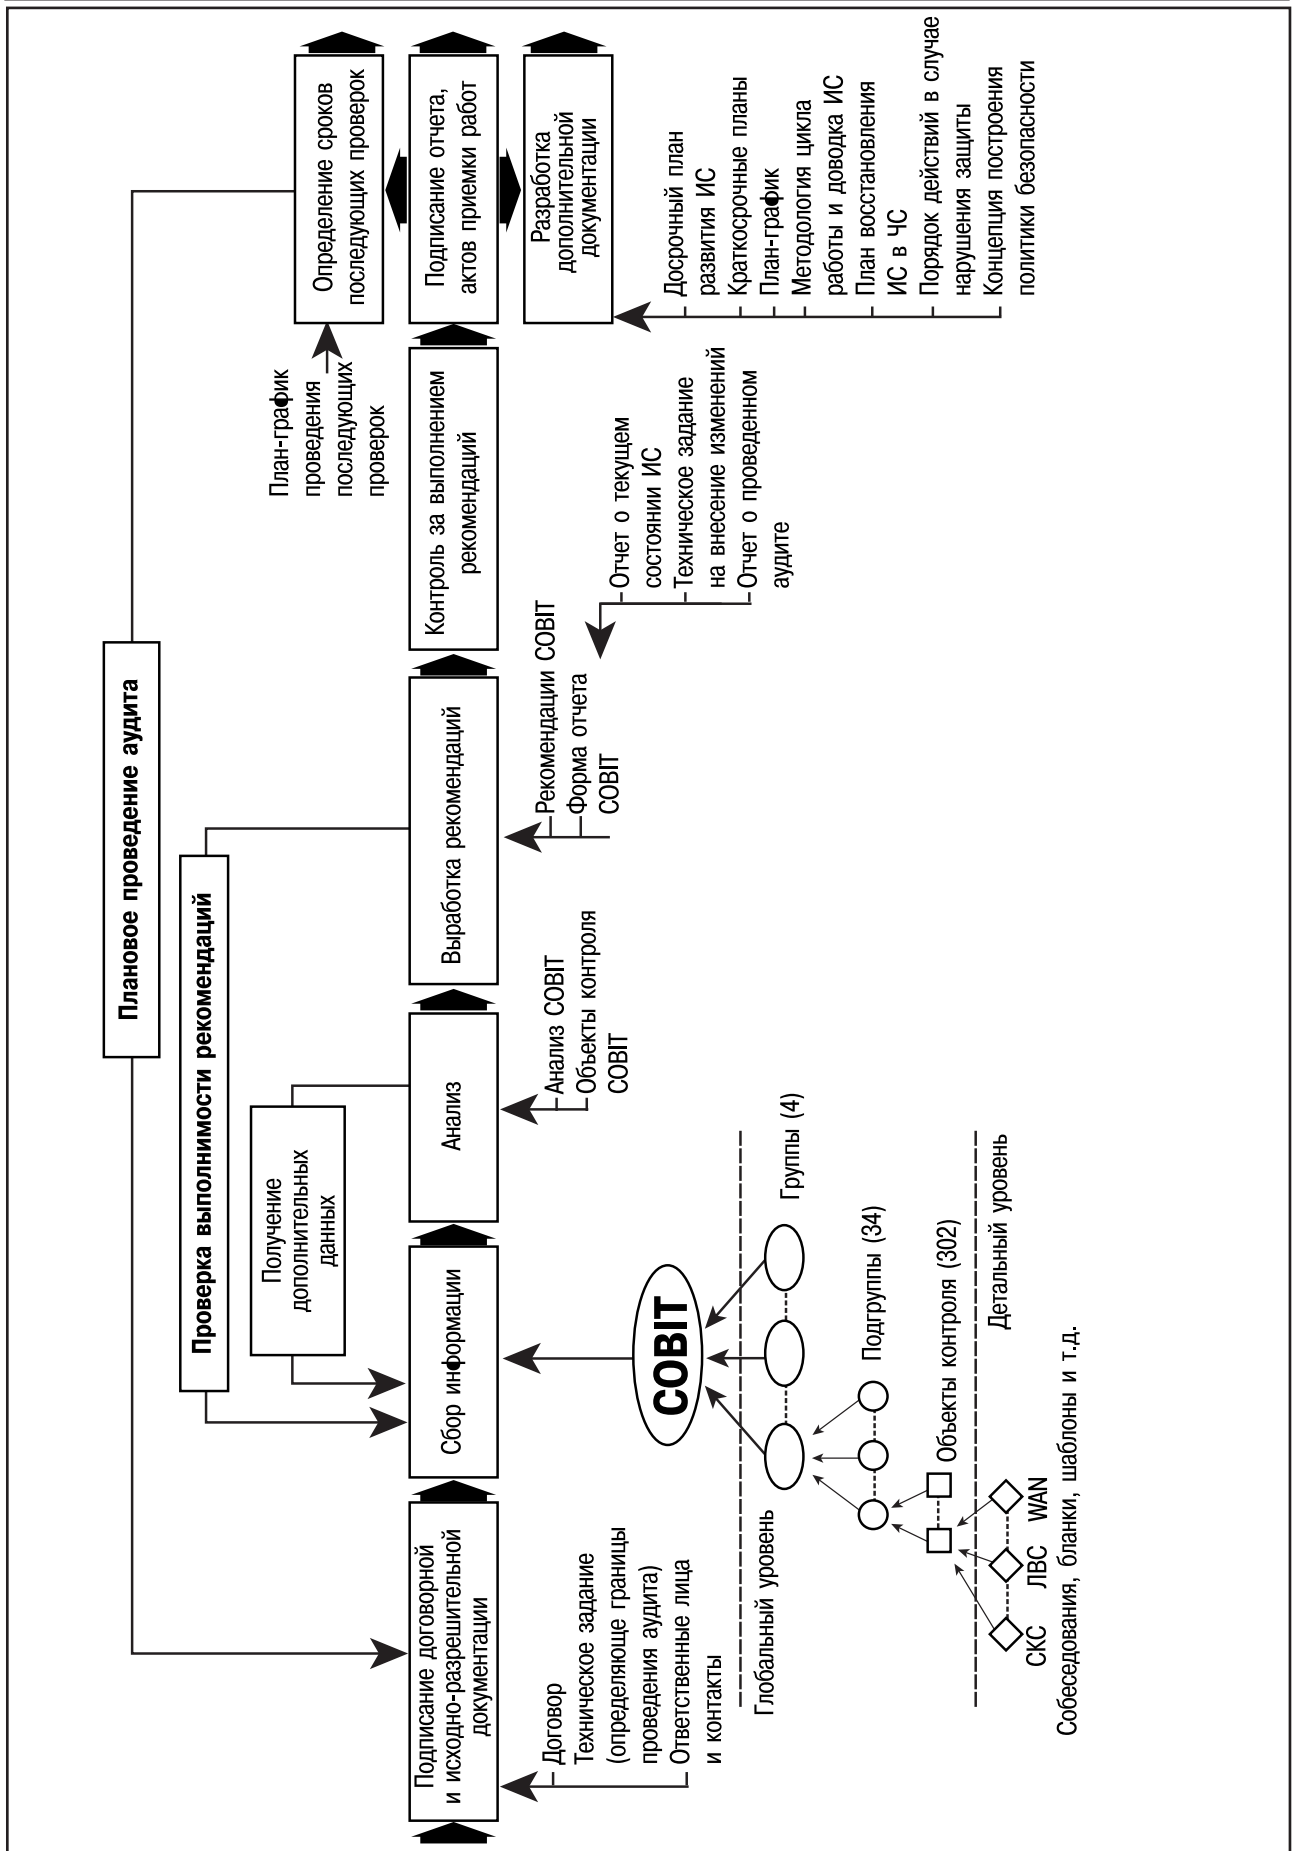 Плановое проведение аудита
Проверка выполнимости рекомендаций
Получение
дополнительных
данных
План-график
проведения
последующих
проверок
Определение сроков
последующих проверок
Подписание договорной
и исходно-разрешительной
документации
Сбор информации
Анализ
Выработка рекомендаций
Контроль за выполнением
рекомендаций
Подписание отчета,
актов приемки работ
Разработка
дополнительной
документации
Договор
Техническое задание
(определяюще границы
проведения аудита)
Ответственные лица
и контакты
Анализ COBIT
Объекты контроля
COBIT
Рекомендации COBIT
Форма отчета
COBIT
Отчет о текущем
состоянии ИС
Техническое задание
на внесение изменений
Отчет о проведенном
аудите
Досрочный план
развития ИС
Краткосрочные планы
План-график
Методология цикла
работы и доводка ИС
План восстановления
ИС в ЧС
Порядок действий в случае
нарушения защиты
Концепция построения
политики безопасности
COBIT
Глобальный уровень
Группы (4)
Подгруппы (34)
Объекты контроля (302)
Детальный уровень
СКС ЛВС WAN
Собеседования, бланки, шаблоны и т.д.